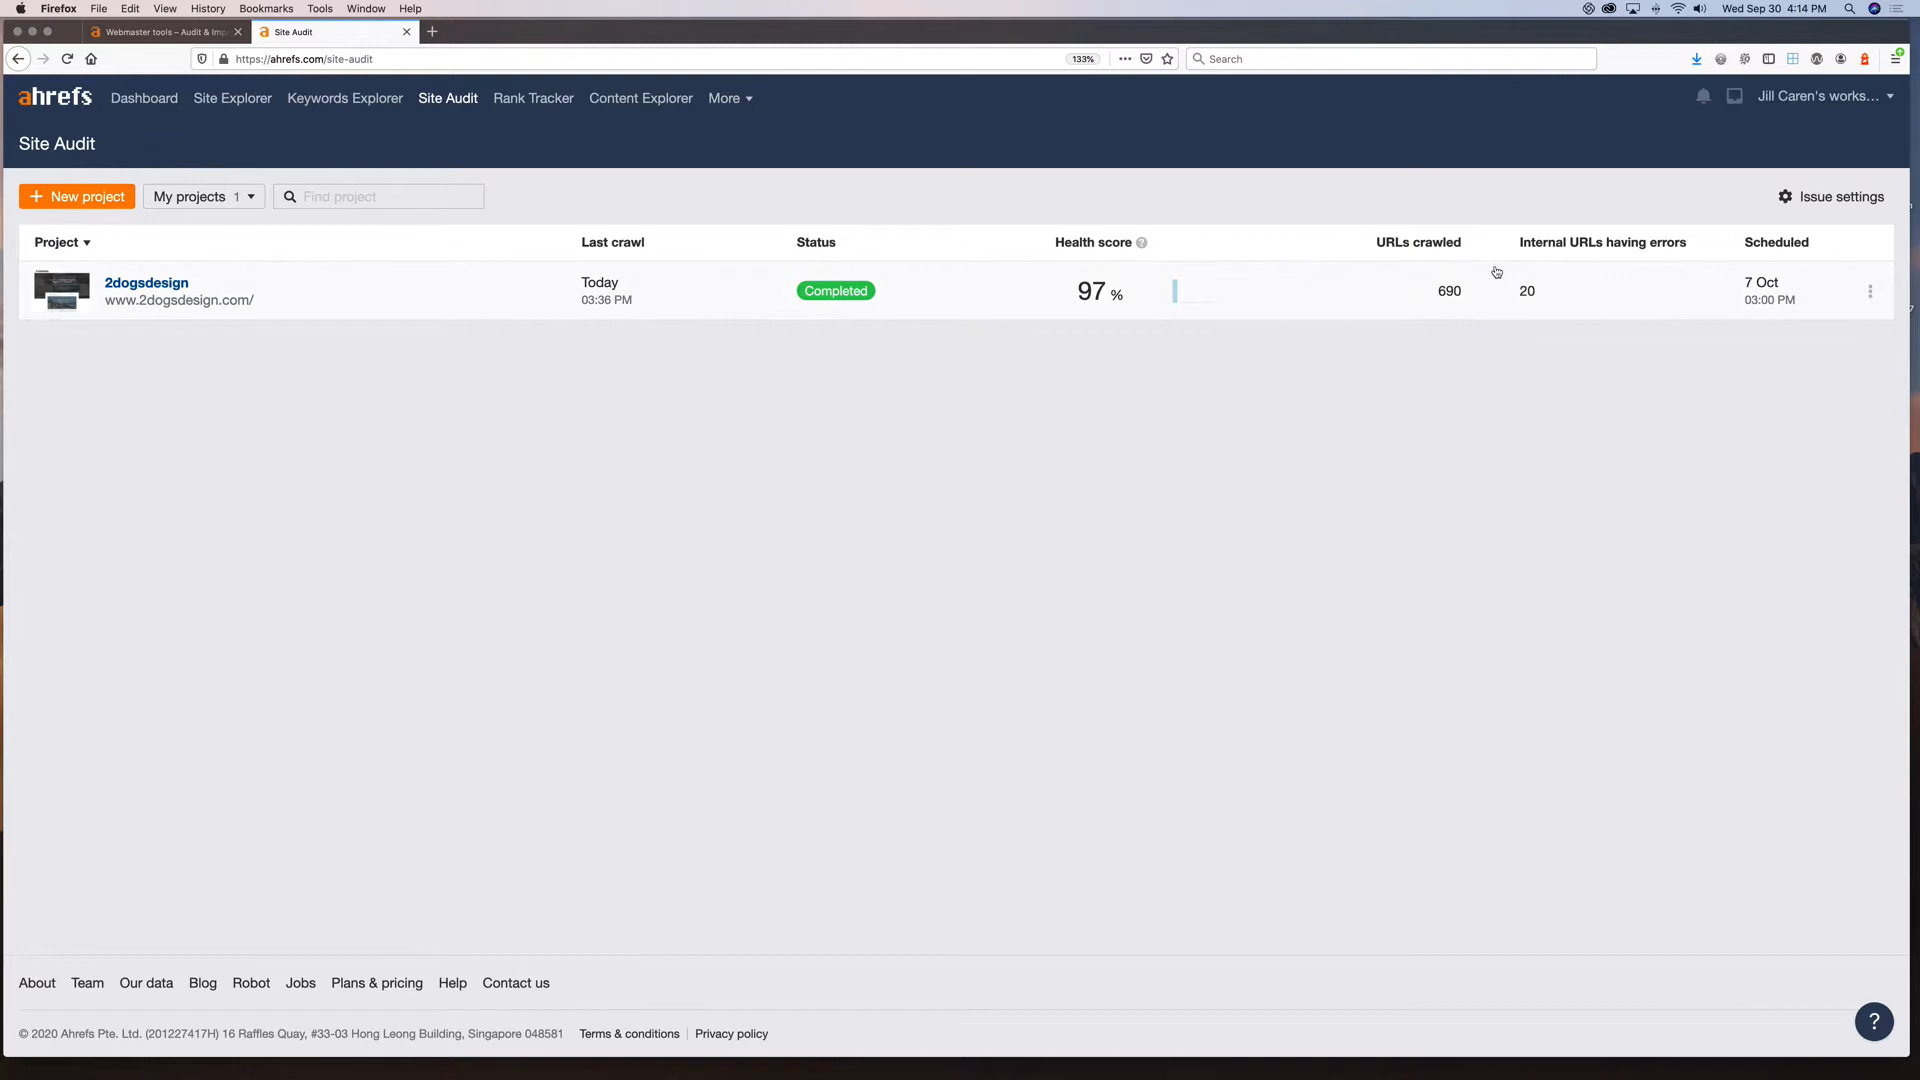 Firefox File Edit View History Bookmarks Tools Window Help Wed Sep 30 4:14 PM
Webmaster tools – Audit & Imp Site Audit
https://ahrefs.com/site-audit 133% Search
ahrefs Dashboard Site Explorer Keywords Explorer Site Audit Rank Tracker Content Explorer More Jill Caren's works...
Site Audit
+ New project My projects 1 Find project Issue settings
Project Last crawl Status Health score ? URLs crawled Internal URLs having errors Scheduled
2dogsdesign Today Completed 97 % 690 20 7 Oct
www.2dogsdesign.com/ 03:36 PM 03:00 PM
About Team Our data Blog Robot Jobs Plans & pricing Help Contact us
© 2020 Ahrefs Pte. Ltd. (201227417H) 16 Raffles Quay, #33-03 Hong Leong Building, Singapore 048581 Terms & conditions Privacy policy
?